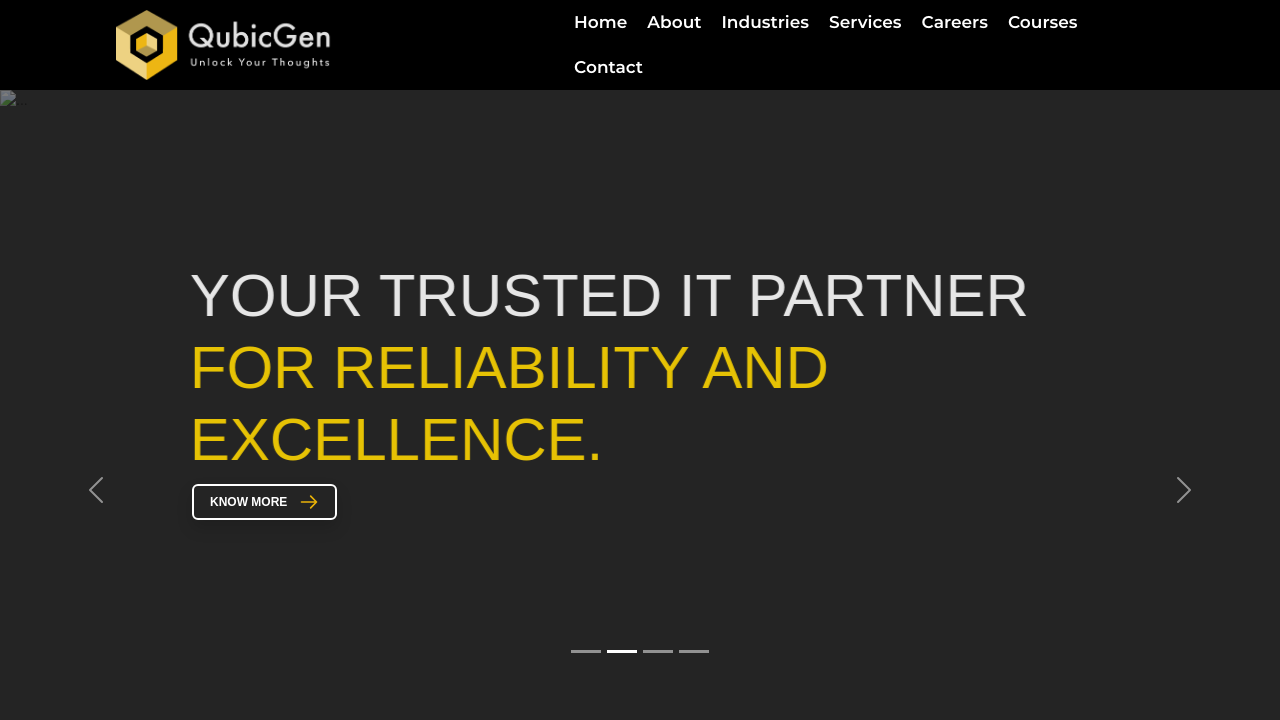 QubicGen
Unlock Your Thoughts
Home About Industries Services Careers Courses
Contact
YOUR TRUSTED IT PARTNER
FOR RELIABILITY AND
EXCELLENCE.
KNOW MORE